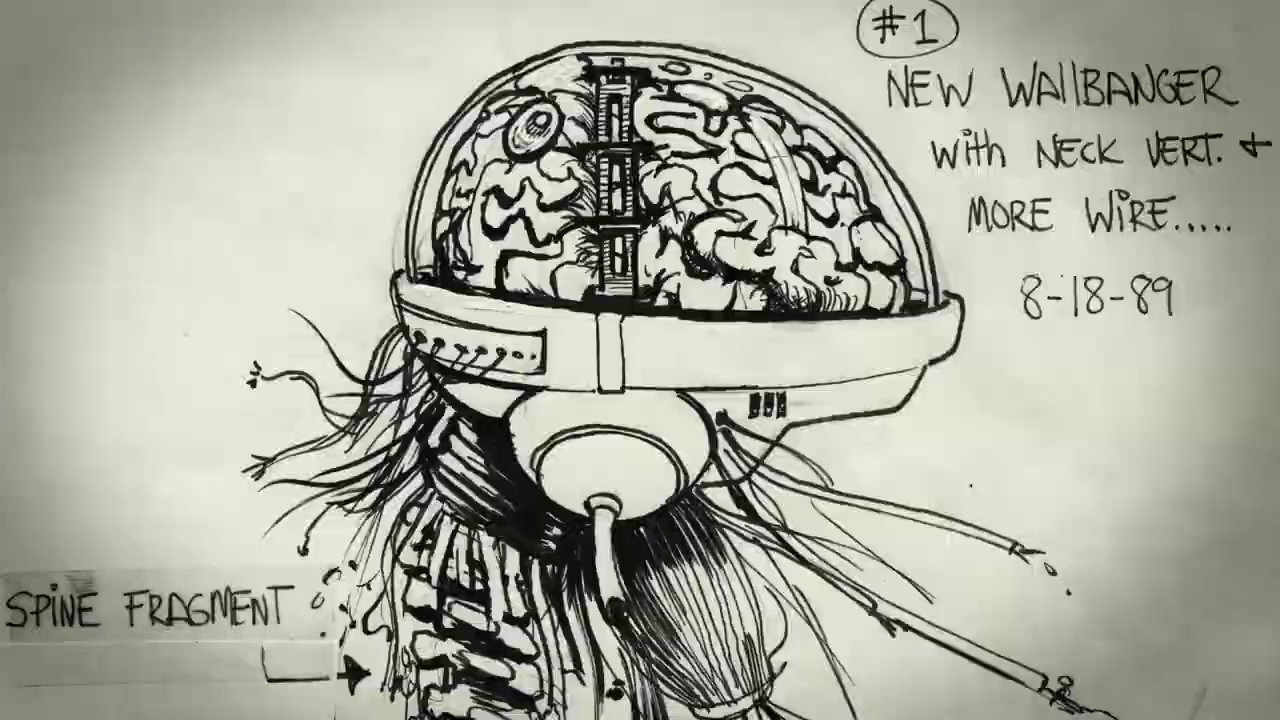 #1
NEW WAllBANGER
with NECK VERT. +
MORE WiRE.....
8-18-89
SPiNE FRAGMENT